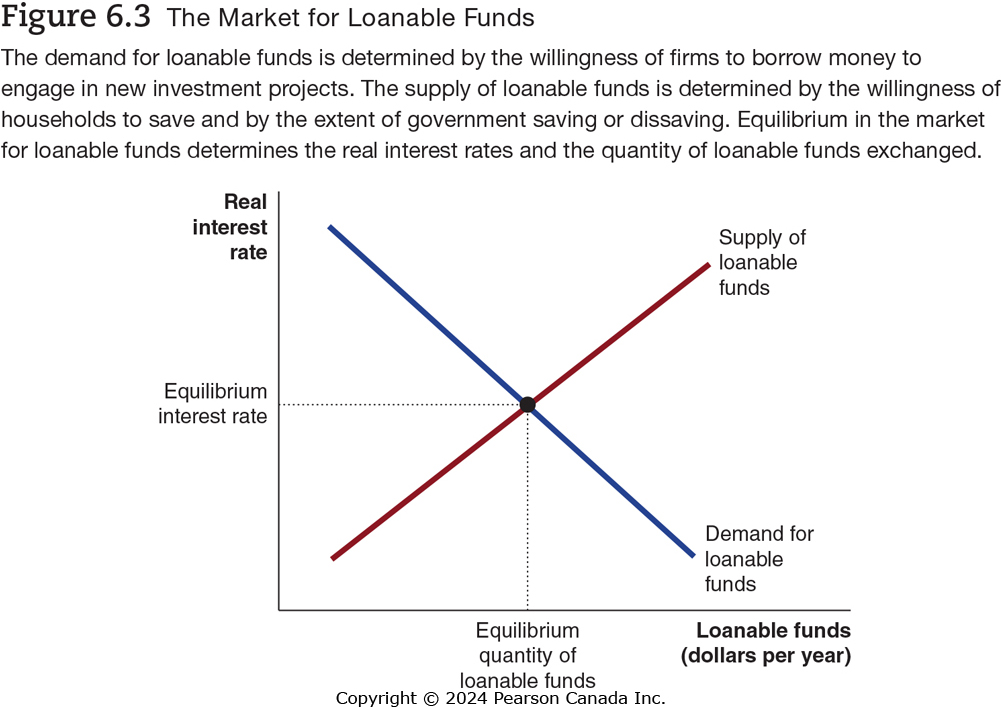 Figure 6.3 The Market for Loanable Funds
The demand for loanable funds is determined by the willingness of firms to borrow money to
engage in new investment projects. The supply of loanable funds is determined by the willingness of
households to save and by the extent of government saving or dissaving. Equilibrium in the market
for loanable funds determines the real interest rates and the quantity of loanable funds exchanged.
Real
interest
rate
Supply of
loanable
funds
Equilibrium
interest rate
Demand for
loanable
funds
Equilibrium
quantity of
loanable funds
Loanable funds
(dollars per year)
Copyright © 2024 Pearson Canada Inc.